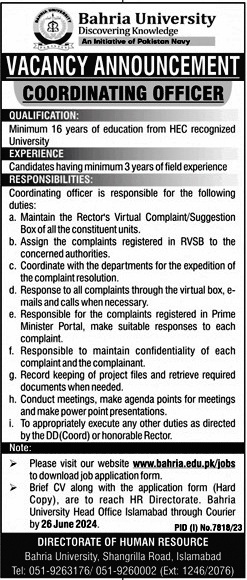 Bahria University
Discovering Knowledge
An Initiative of Pakistan Navy
VACANCY ANNOUNCEMENT
COORDINATING OFFICER
QUALIFICATION:
Minimum 16 years of education from HEC recognized
University
EXPERIENCE
Candidates having minimum 3 years of field experience
RESPONSIBILITIES:
Coordinating officer is responsible for the following
duties:
a. Maintain the Rector's Virtual Complaint/Suggestion
Box of all the constituent units.
b. Assign the complaints registered in RVSB to the
concerned authorities.
c. Coordinate with the departments for the expedition of
the complaint resolution.
d. Response to all complaints through the virtual box, e-
mails and calls when necessary.
e. Responsible for the complaints registered in Prime
Minister Portal, make suitable responses to each
complaint.
f. Responsible to maintain confidentiality of each
complaint and the complainant.
g. Record keeping of project files and retrieve required
documents when needed.
h. Conduct meetings, make agenda points for meetings
and make power point presentations.
i. To appropriately execute any other duties as directed
by the DD(Coord) or honorable Rector.
Note:
➢ Please visit our website www.bahria.edu.pk/jobs
to download job application form.
➢ Brief CV along with the application form (Hard
Copy), are to reach HR Directorate. Bahria
University Head Office Islamabad through Courier
by 26 June 2024. PID (I) No.7818/23
DIRECTORATE OF HUMAN RESOURCE
Bahria University, Shangrilla Road, Islamabad
Tel: 051-9263176/ 051-9260002 (Ext: 1246/2076)